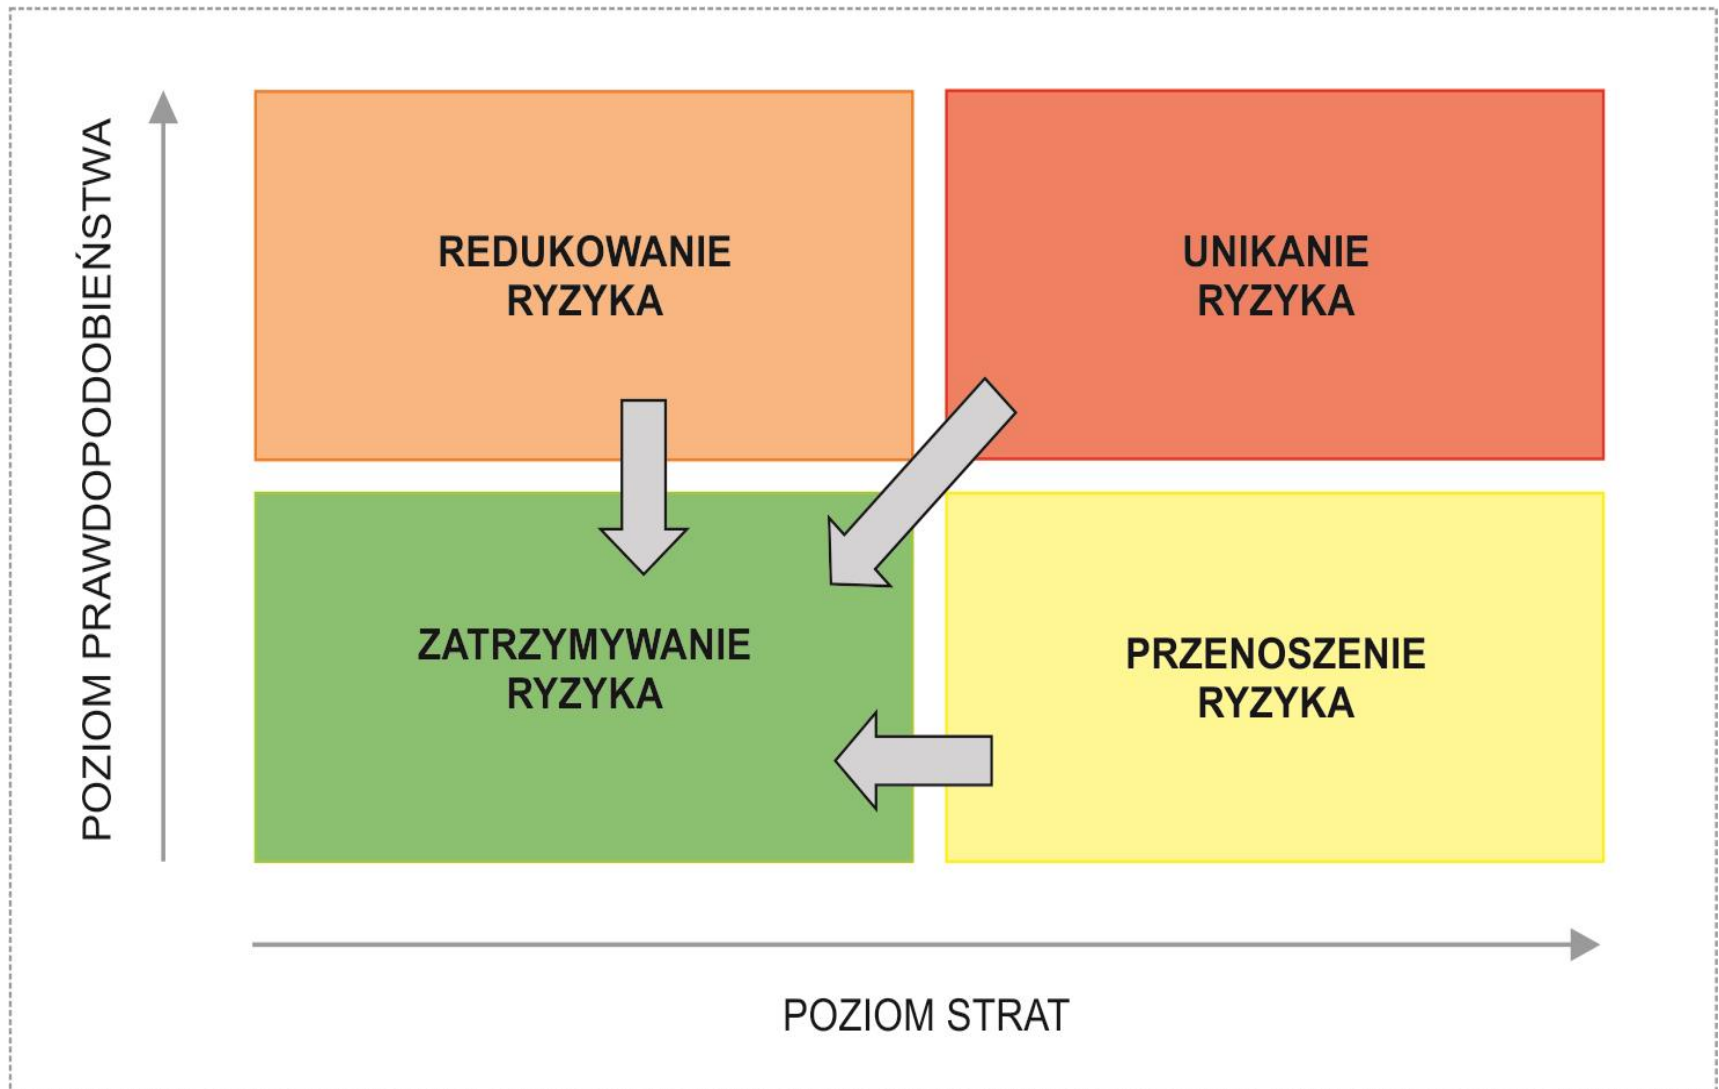 POZIOM PRAWDOPODOBIEŃSTWA
REDUKOWANIE
RYZYKA
UNIKANIE
RYZYKA
ZATRZYMYWANIE
RYZYKA
PRZENOSZENIE
RYZYKA
POZIOM STRAT